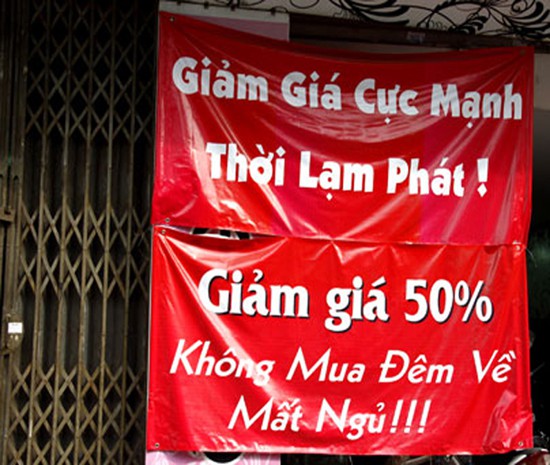 Giảm Giá Cực Mạnh
Thời Lạm Phát !
Giảm giá 50%
Không Mua Đêm Về
Mất Ngủ!!!